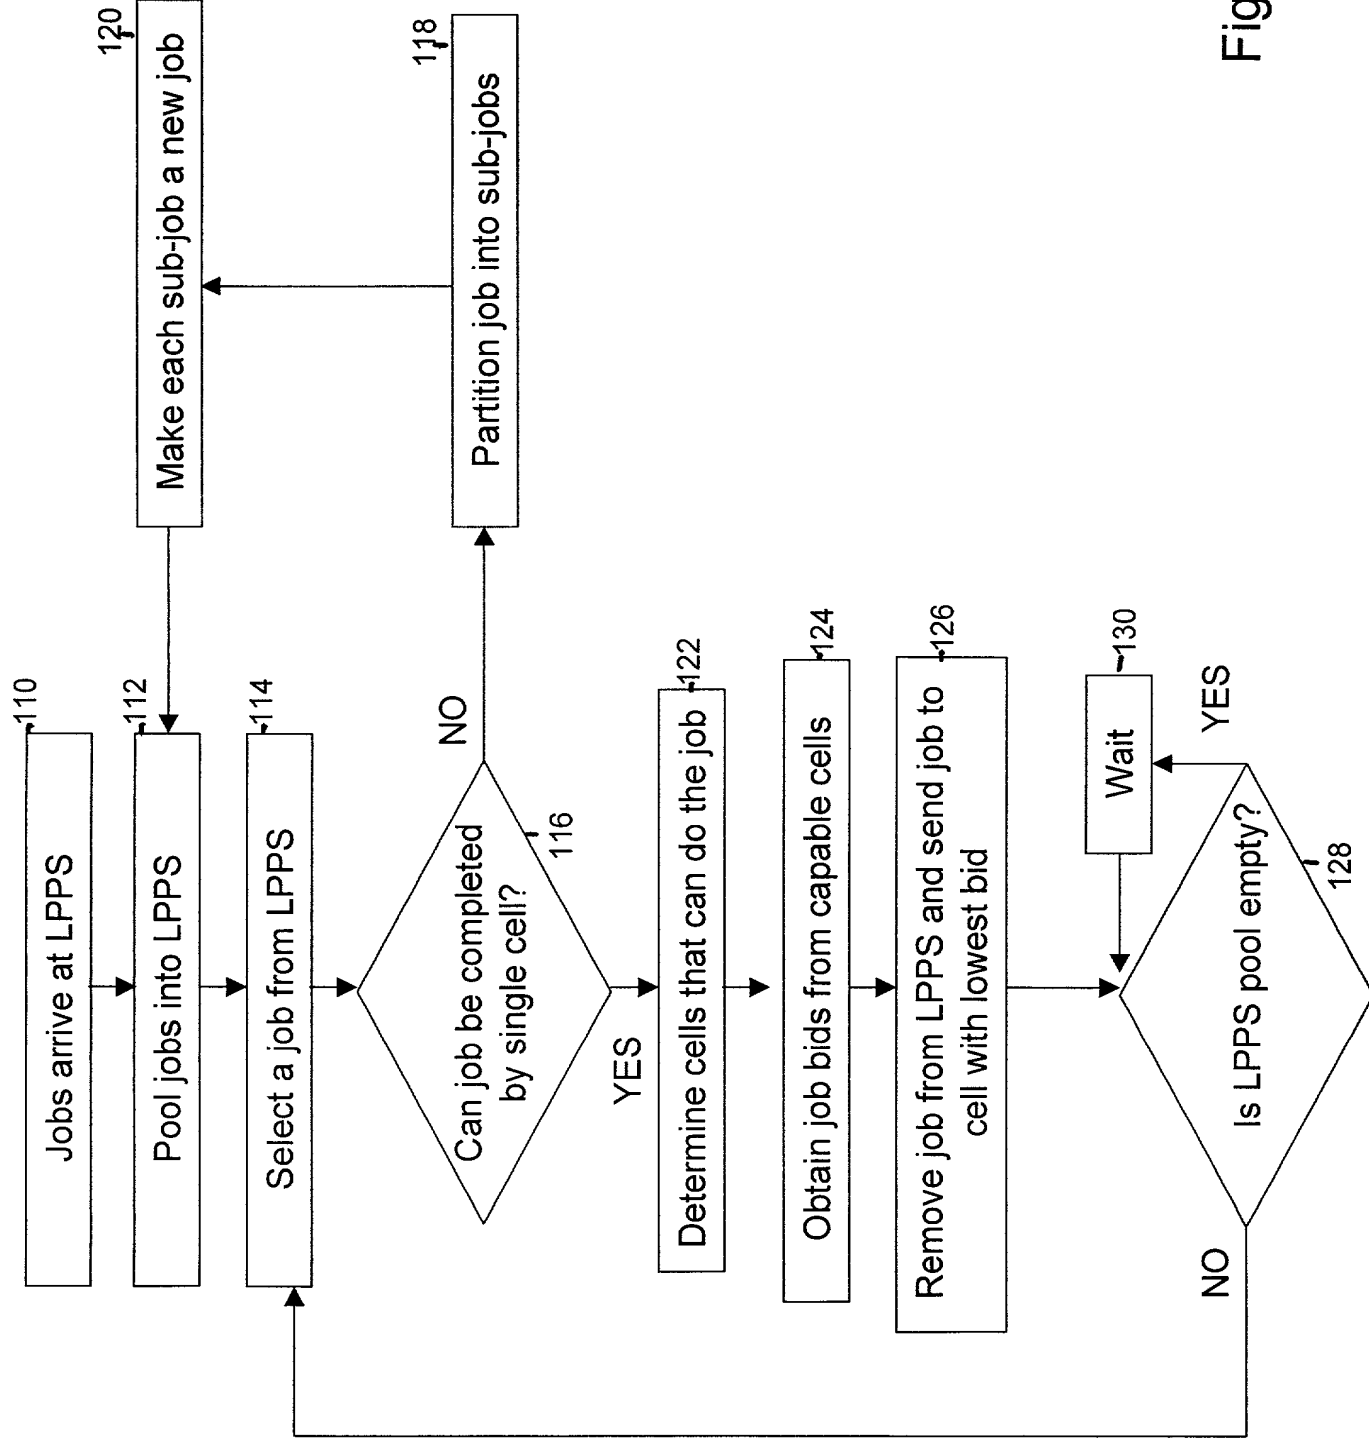 Jobs arrive at LPPS
110
Pool jobs into LPPS
112
Select a job from LPPS
114
Can job be completed
by single cell?
116
NO
YES
Partition job into sub-jobs
118
Make each sub-job a new job
120
Determine cells that can do the job
122
Obtain job bids from capable cells
124
Remove job from LPPS and send job to
cell with lowest bid
126
Wait
130
YES
Is LPPS pool empty?
128
NO
Fig